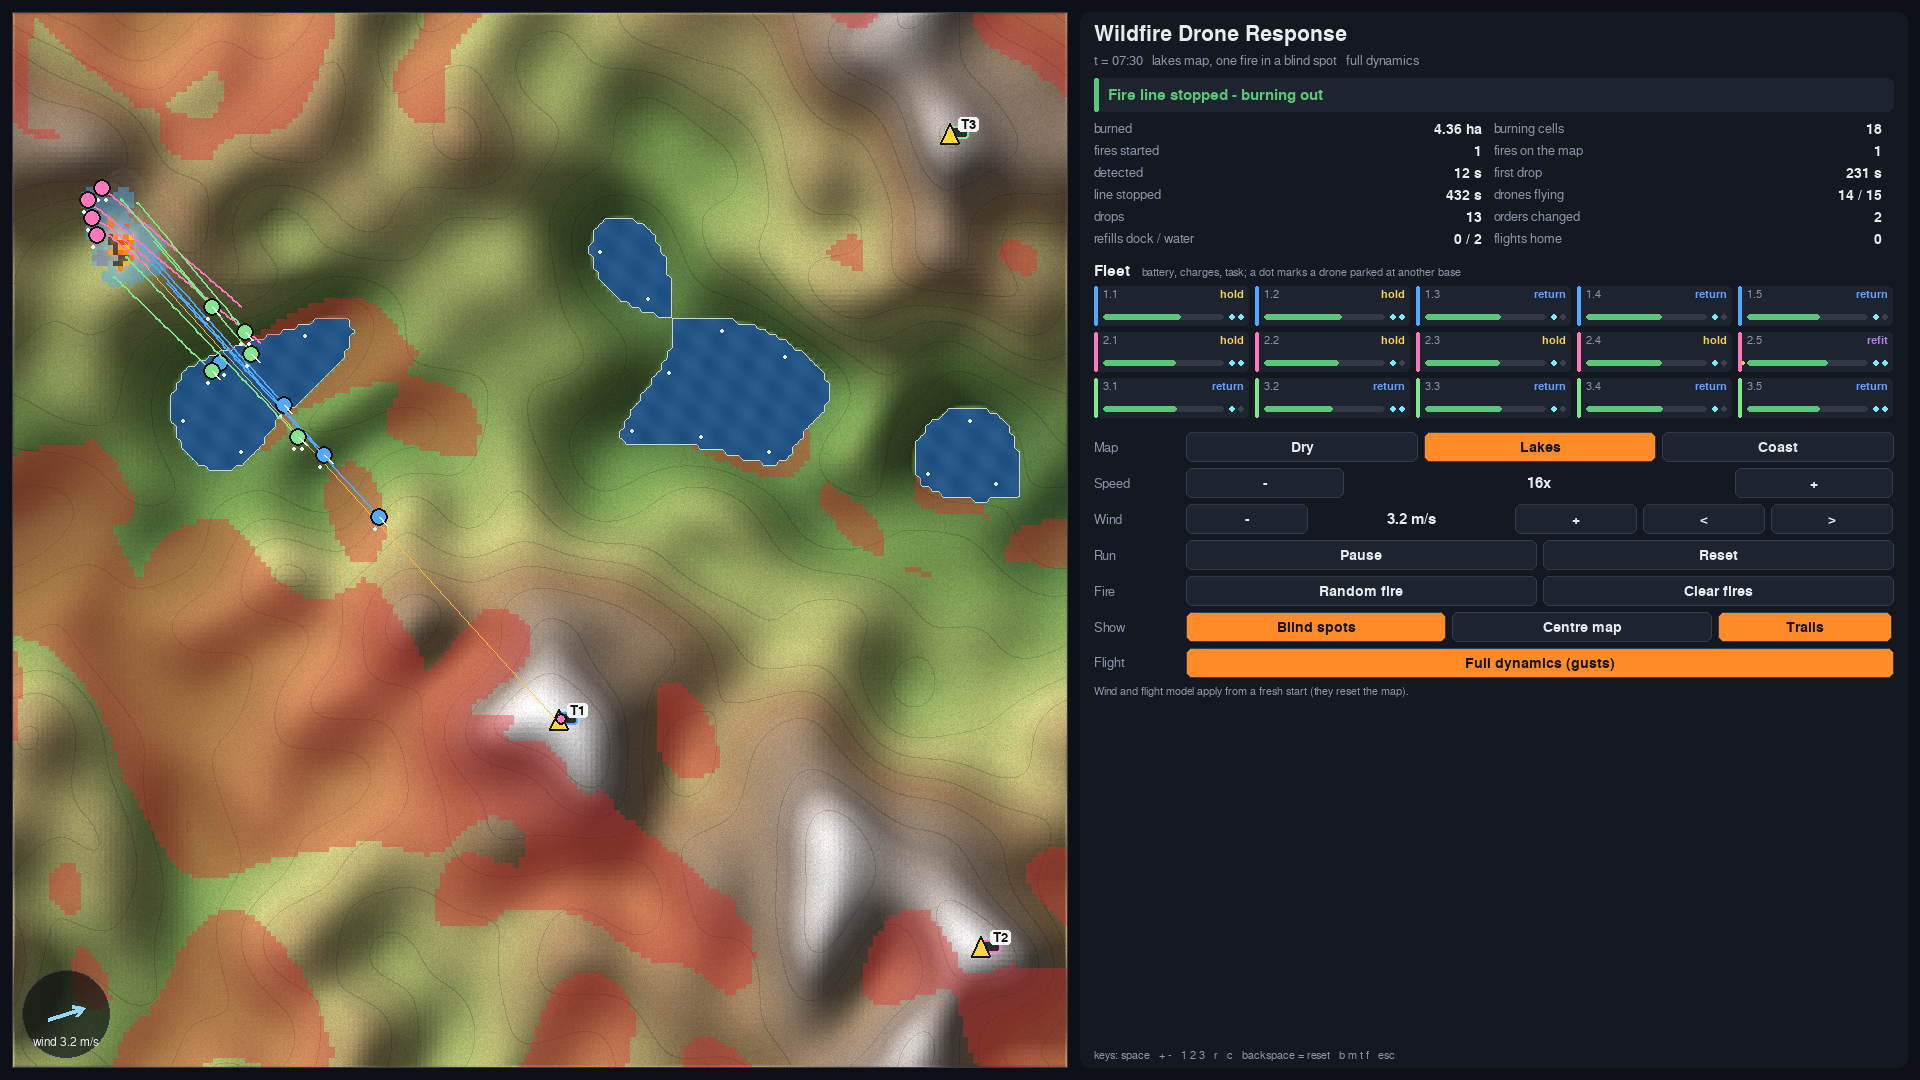 Wildfire Drone Response
t = 07:30 lakes map, one fire in a blind spot full dynamics
Fire line stopped - burning out
burned 4.36 ha burning cells 18
fires started 1 fires on the map 1
detected 12 s first drop 231 s
line stopped 432 s drones flying 14 / 15
drops 13 orders changed 2
refills dock / water 0 / 2 flights home 0
Fleet battery, charges, task; a dot marks a drone parked at another base
1.1 hold 1.2 hold 1.3 return 1.4 return 1.5 return
2.1 hold 2.2 hold 2.3 hold 2.4 hold 2.5 refit
3.1 return 3.2 return 3.3 return 3.4 return 3.5 return
Map Dry Lakes Coast
Speed - 16x +
Wind - 3.2 m/s + < >
Run Pause Reset
Fire Random fire Clear fires
Show Blind spots Centre map Trails
Flight Full dynamics (gusts)
Wind and flight model apply from a fresh start (they reset the map).
keys: space + - 1 2 3 r c backspace = reset b m t f esc
T3
T1
T2
wind 3.2 m/s